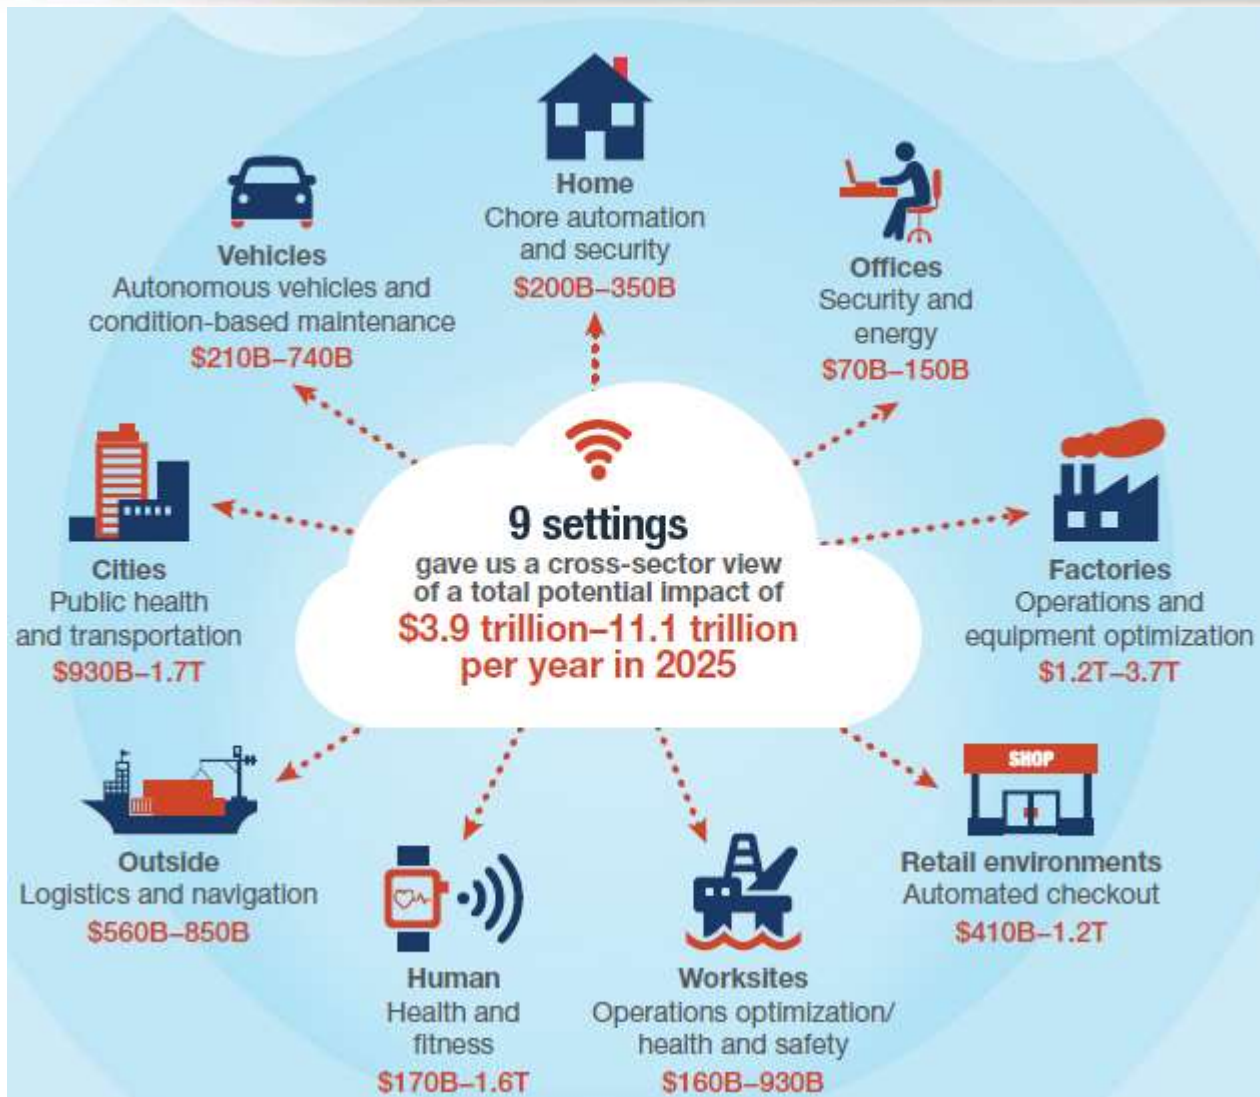 Home
Chore automation
and security
$200B–350B
Offices
Security and
energy
$70B–150B
Vehicles
Autonomous vehicles and
condition-based maintenance
$210B–740B
9 settings
gave us a cross-sector view
of a total potential impact of
$3.9 trillion–11.1 trillion
per year in 2025
Cities
Public health
and transportation
$930B–1.7T
Factories
Operations and
equipment optimization
$1.2T–3.7T
Outside
Logistics and navigation
$560B–850B
SHOP
Retail environments
Automated checkout
$410B–1.2T
Human
Health and
fitness
$170B–1.6T
Worksites
Operations optimization/
health and safety
$160B–930B